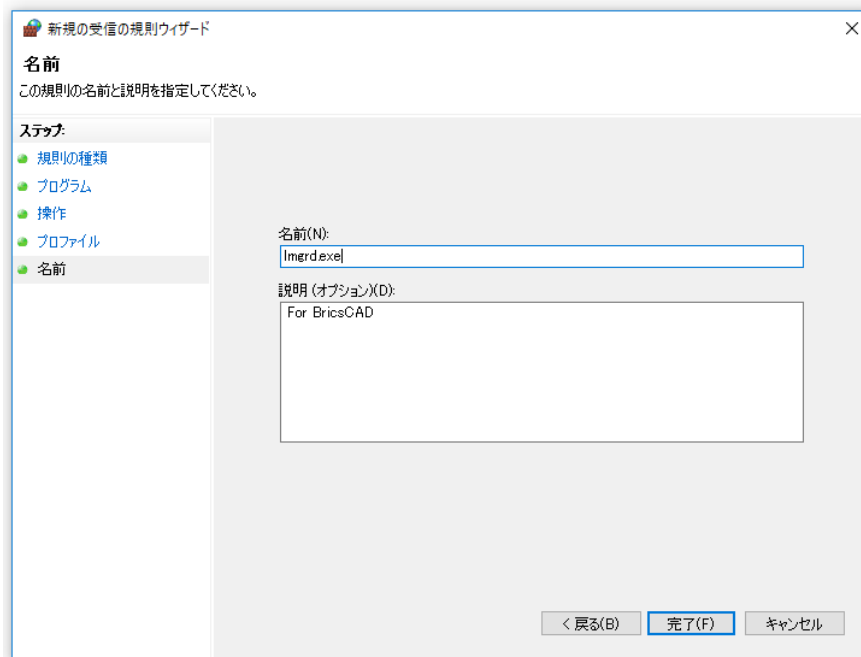 新規の受信の規則ウィザード
名前
この規則の名前と説明を指定してください。
ステップ:
規則の種類
プログラム
操作
プロファイル
名前
名前(N):
lmgrd.exe
説明 (オプション)(D):
For BricsCAD
< 戻る(B)
完了(F)
キャンセル